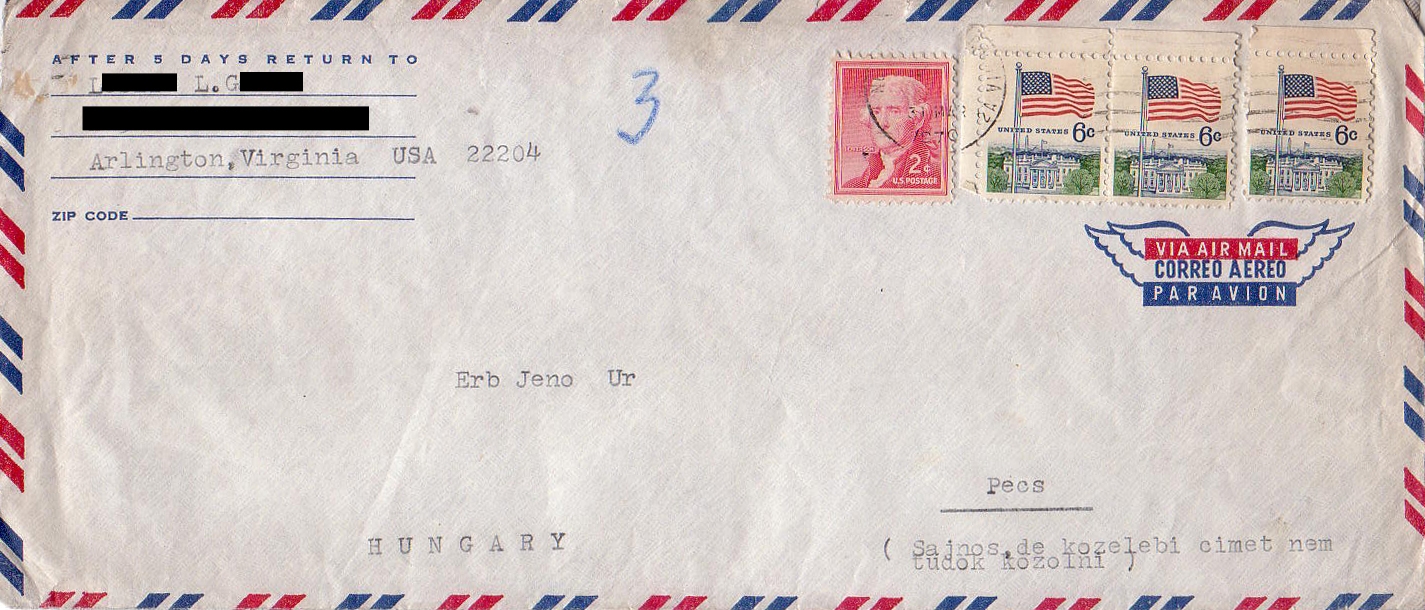 AFTER 5 DAYS RETURN TO
L. G
Arlington,Virginia USA 22204
ZIP CODE
3
2¢
U.S. POSTAGE
UNITED STATES 6c
UNITED STATES 6c
UNITED STATES 6c
VIA AIR MAIL
CORREO AEREO
PAR AVION
Erb Jeno Ur
Pécs
HUNGARY
( Sajnos,de kozelebi cimet nem
tudok kozolni )